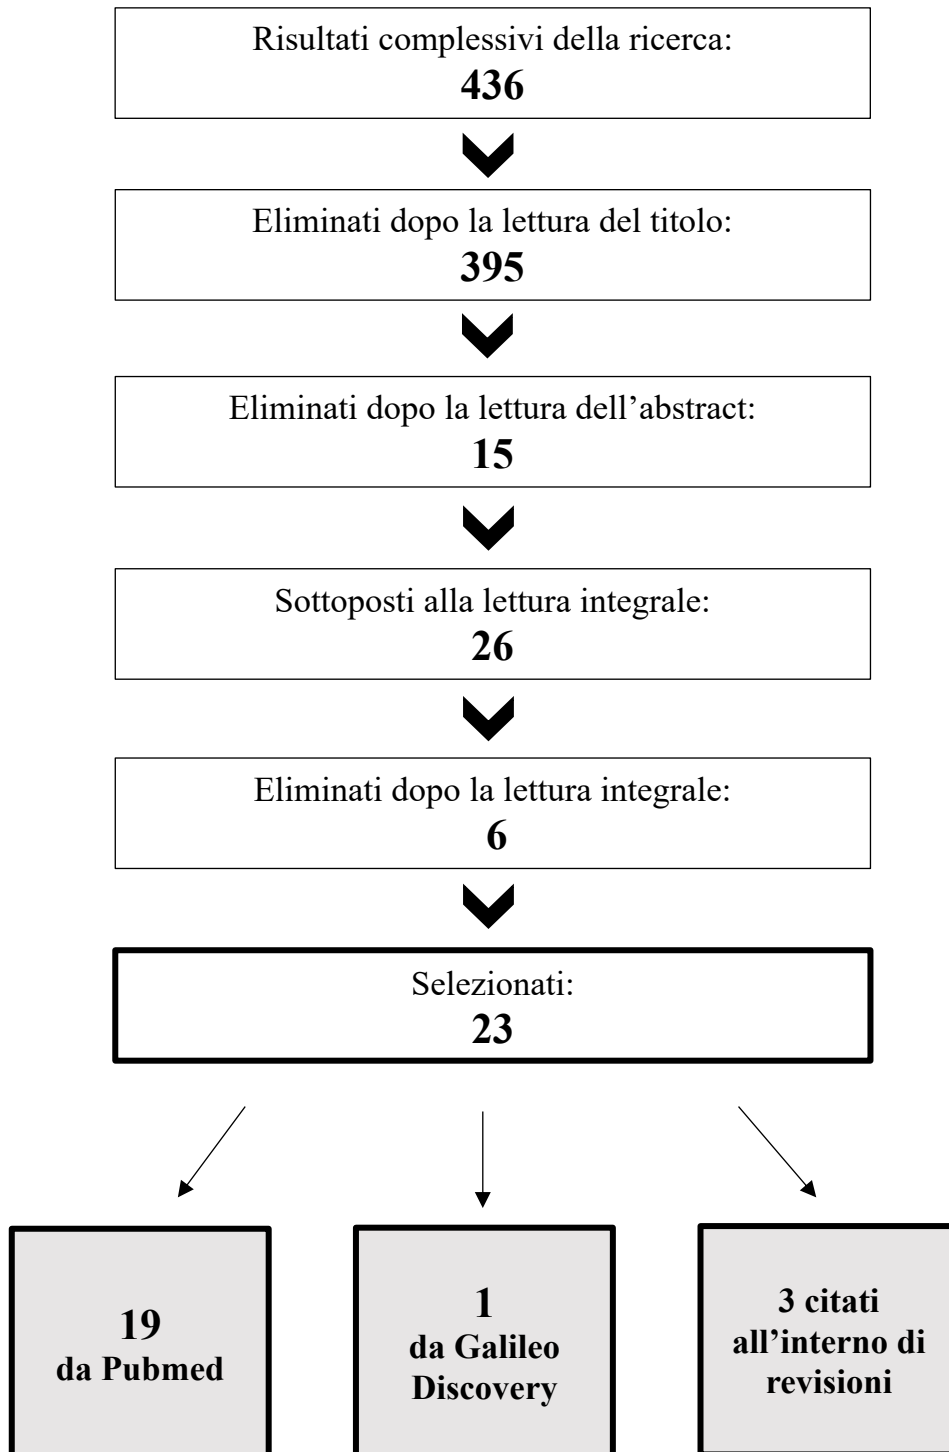 Risultati complessivi della ricerca:
436
Eliminati dopo la lettura del titolo:
395
Eliminati dopo la lettura dell’abstract:
15
Sottoposti alla lettura integrale:
26
Eliminati dopo la lettura integrale:
6
Selezionati:
23
19
da Pubmed
1
da Galileo
Discovery
3 citati
all’interno di
revisioni